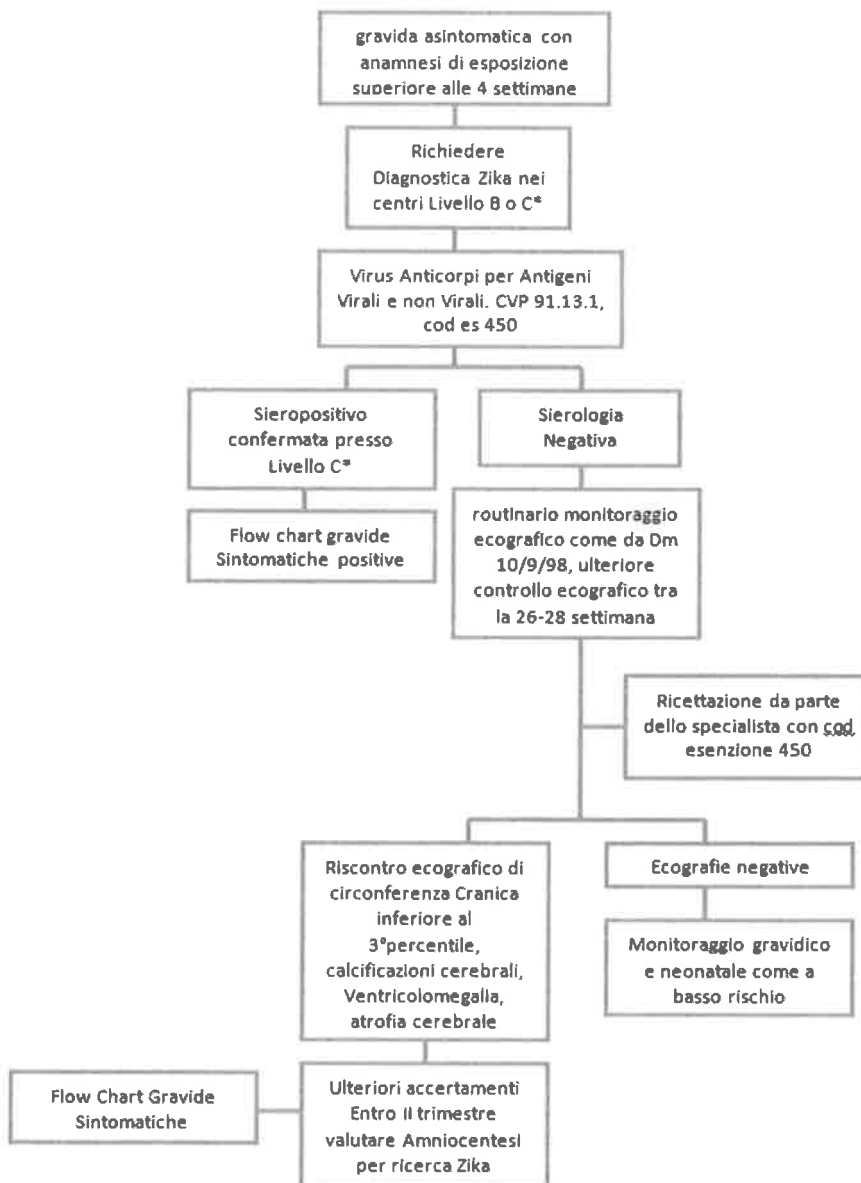 gravida asintomatica con
anamnesi di esposizione
superiore alle 4 settimane
Richiedere
Diagnostica Zika nei
centri Livello B o C*
Virus Anticorpi per Antigeni
Virali e non Virali. CVP 91.13.1,
cod es 450
Sieropositivo
confermata presso
Livello C*
Sierologia
Negativa
Flow chart gravide
Sintomatiche positive
routinario monitoraggio
ecografico come da Dm
10/9/98, ulteriore
controllo ecografico tra
la 26-28 settimana
Ricettazione da parte
dello specialista con cod
esenzione 450
Riscontro ecografico di
circonferenza Cranica
inferiore al
3°percentile,
calcificazioni cerebrali,
Ventricolomegalia,
atrofia cerebrale
Ecografie negative
Monitoraggio gravidico
e neonatale come a
basso rischio
Flow Chart Gravide
Sintomatiche
Ulteriori accertamenti
Entro II trimestre
valutare Amniocentesi
per ricerca Zika